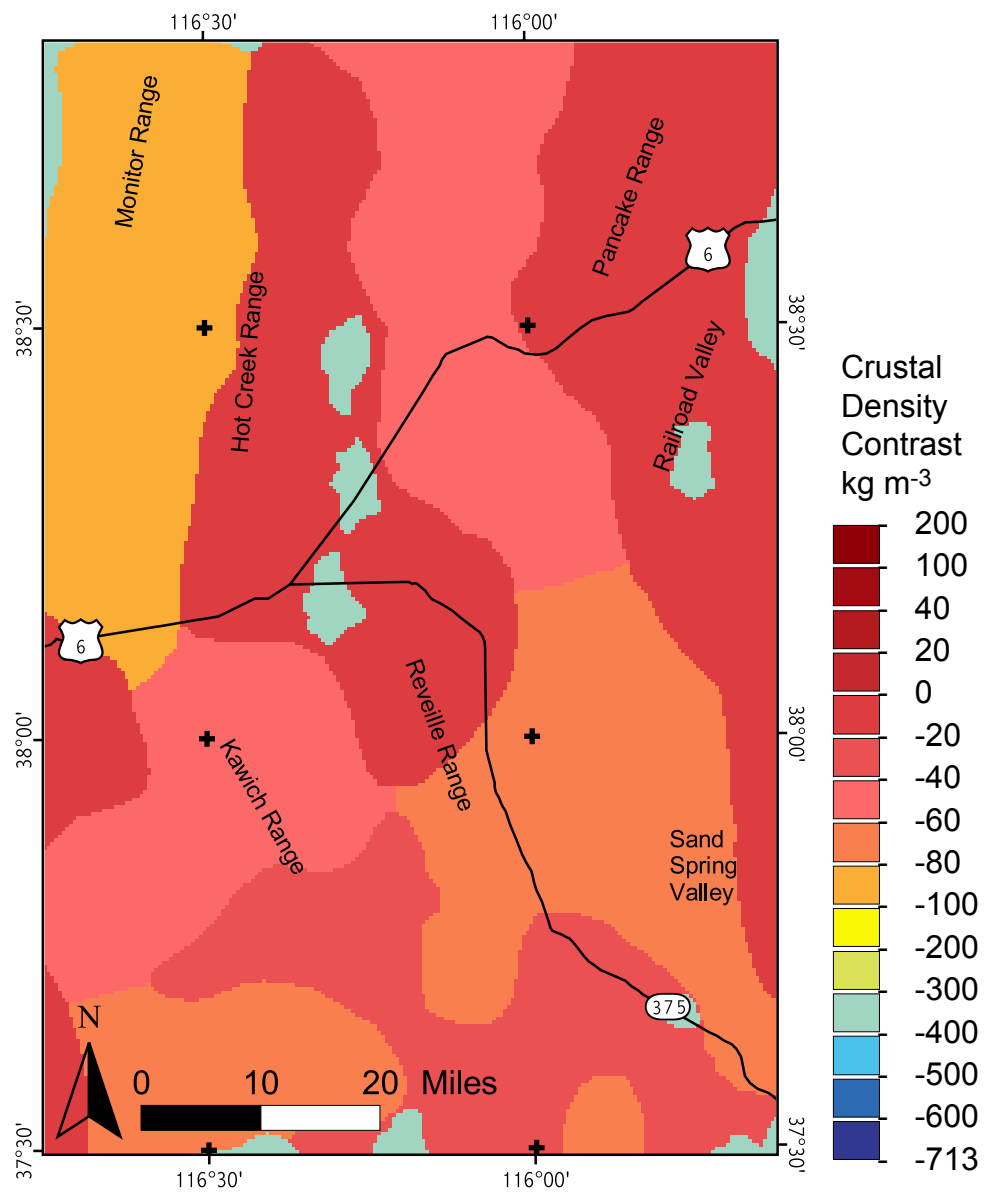 116°30'
116°00'
Monitor Range
Pancake Range
6
Hot Creek Range
38°30'
38°30'
Railroad Valley
Crustal
Density
Contrast
kg m-3
200
100
40
20
0
-20
-40
-60
-80
-100
-200
-300
-400
-500
-600
-713
6
Reveille Range
38°00'
38°00'
Kawich Range
Sand
Spring
Valley
375
N
0 10 20 Miles
37°30'
37°30'
116°30'
116°00'